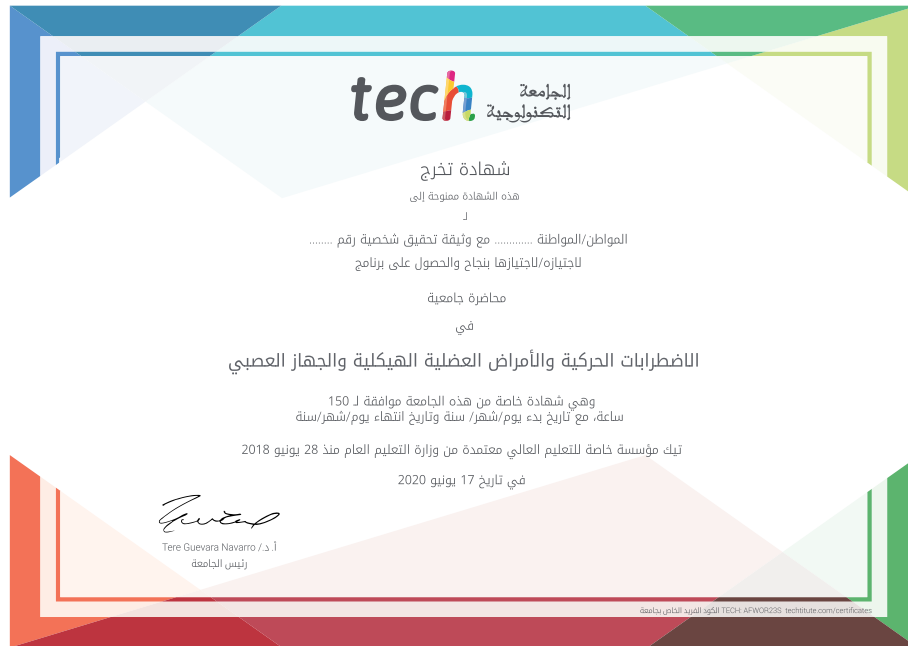 tech الجامعة
التكنولوجية
شهادة تخرج
هذه الشهادة ممنوحة إلى
لـ
المواطن/المواطنة ............. مع وثيقة تحقيق شخصية رقم ........
لاجتيازه/لاجتيازها بنجاح والحصول على برنامج
محاضرة جامعية
في
الاضطرابات الحركية والأمراض العضلية الهيكلية والجهاز العصبي
وهي شهادة خاصة من هذه الجامعة موافقة لـ 150
ساعة، مع تاريخ بدء يوم/شهر/ سنة وتاريخ انتهاء يوم/شهر/سنة
تيك مؤسسة خاصة للتعليم العالي معتمدة من وزارة التعليم العام منذ 28 يونيو 2018
في تاريخ 17 يونيو 2020
أ. د./ Tere Guevara Navarro
رئيس الجامعة
الكود الفريد الخاص بجامعة TECH: AFWOR23S techtitute.com/certificates